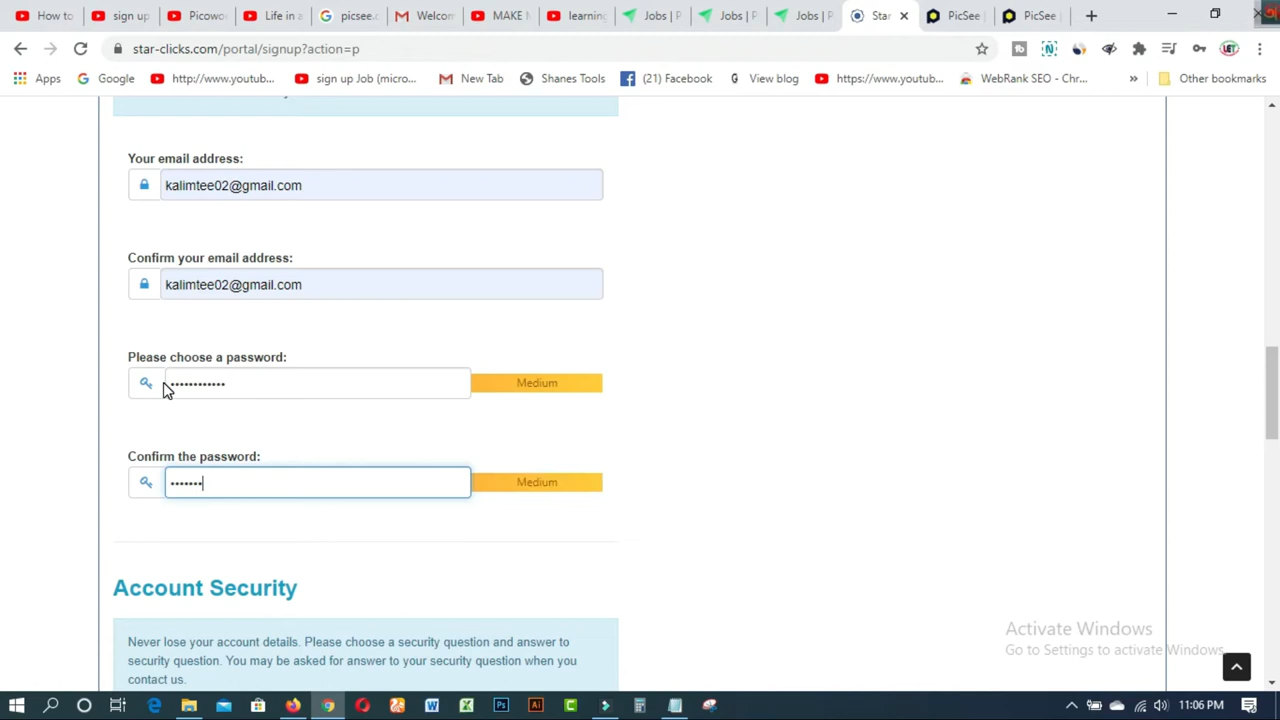 How to
sign up
Picowo
Life in a
picsee.c
Welcom
MAKE M
learning
Jobs | P
Jobs | P
Jobs | P
Star
PicSee
PicSee
star-clicks.com/portal/signup?action=p
Apps
Google
http://www.youtub...
sign up Job (micro...
New Tab
Shanes Tools
(21) Facebook
View blog
https://www.youtub...
WebRank SEO - Chr...
Other bookmarks
Your email address:
kalimtee02@gmail.com
Confirm your email address:
kalimtee02@gmail.com
Please choose a password:
••••••••••••
Medium
Confirm the password:
•••••••
Medium
Account Security
Never lose your account details. Please choose a security question and answer to
security question. You may be asked for answer to your security question when you
contact us.
Activate Windows
Go to Settings to activate Windows.
11:06 PM